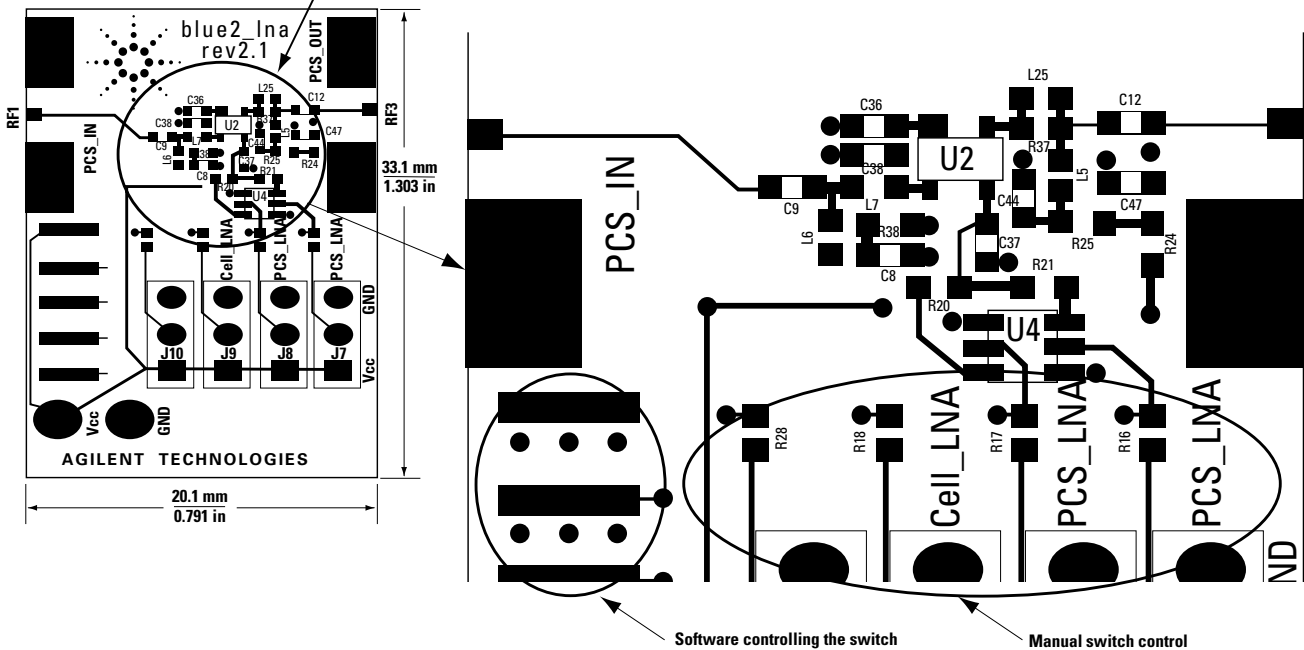 blue2_lna
rev2.1
PCS_OUT
RF1
RF3
PCS_IN
C36
L25
C12
U2
C38
R37
C9
L7
L5
C47
C44
L6
R38
R25
R24
C37
C8
R20
R21
U4
33.1 mm
1.303 in
Cell_LNA
PCS_LNA
PCS_LNA
GND
J10
J9
J8
J7
Vcc
Vcc
GND
AGILENT TECHNOLOGIES
20.1 mm
0.791 in
L25
C36
C12
U2
R37
PCS_IN
C38
L5
C9
C44
C47
L7
L6
R38
R25
R24
C37
C8
R21
R20
U4
R28
R18
Cell_LNA
R17
PCS_LNA
R16
PCS_LNA
ND
Software controlling the switch
Manual switch control